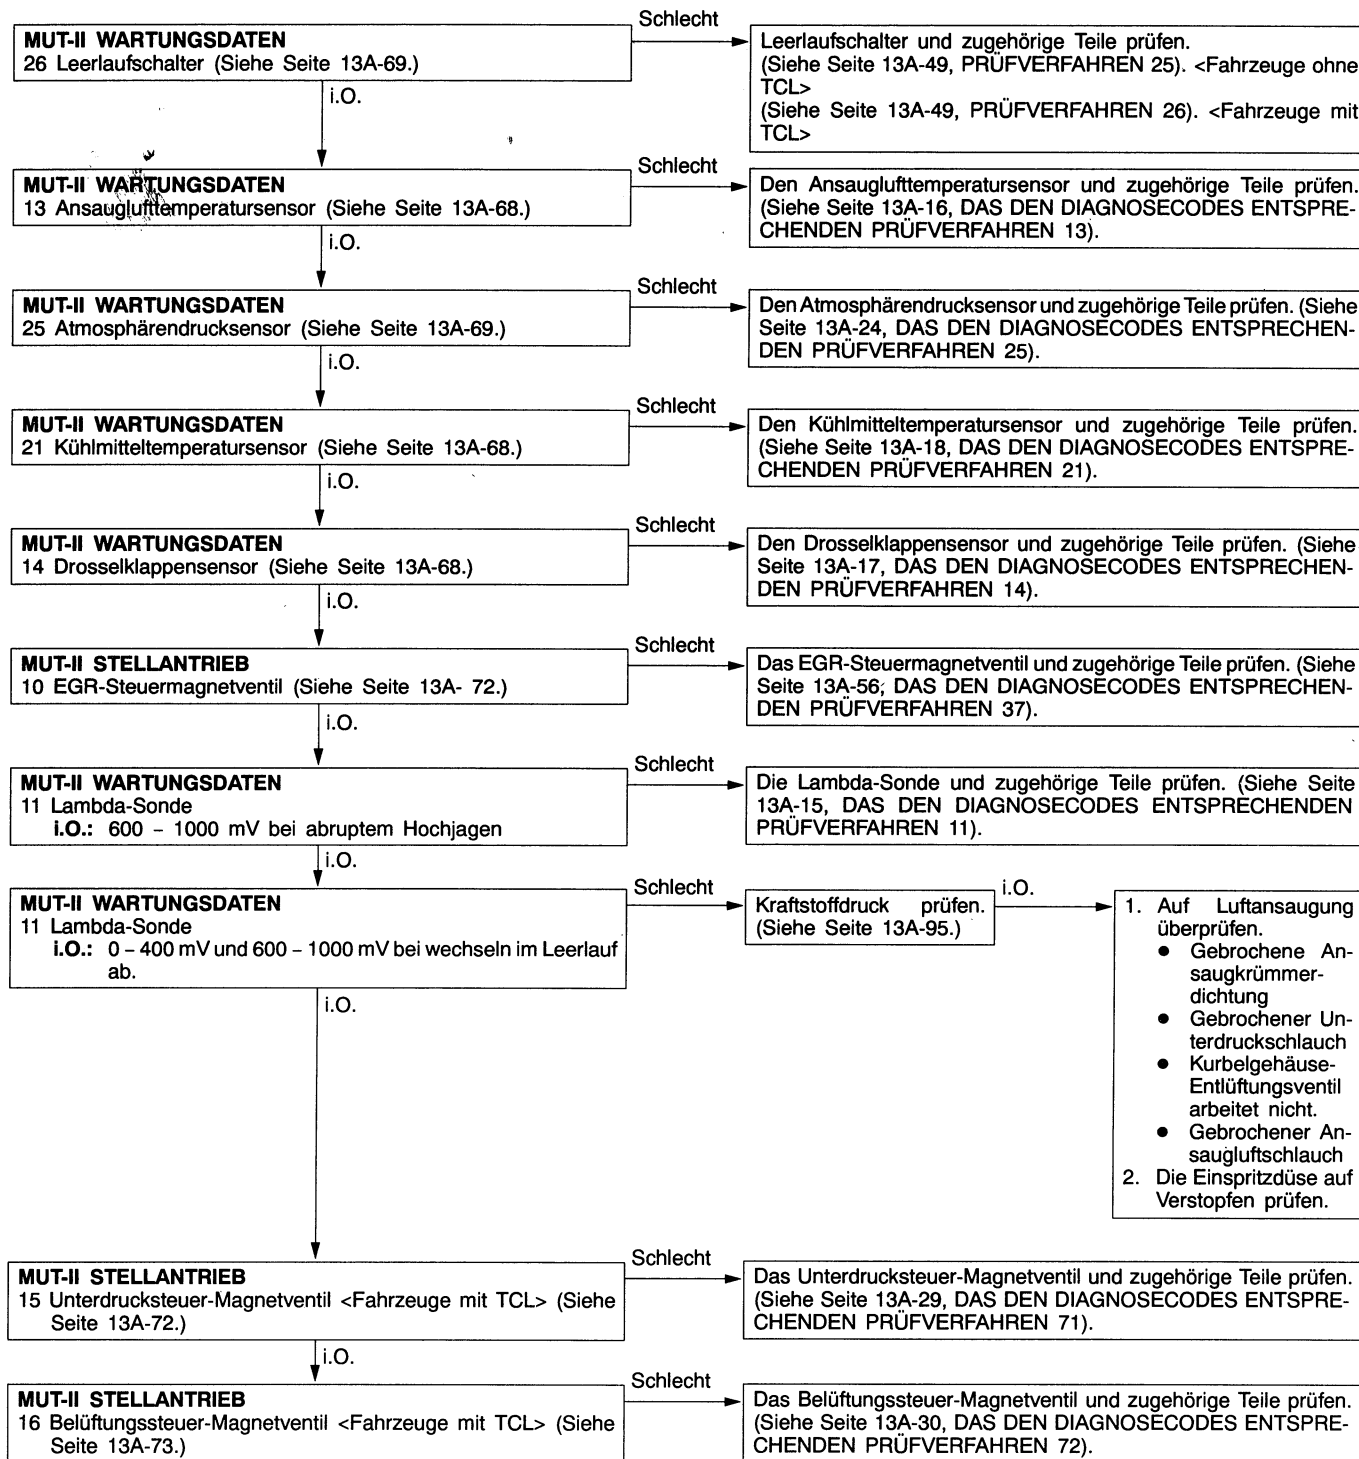 Schlecht
MUT-II WARTUNGSDATEN
26 Leerlaufschalter (Siehe Seite 13A-69.)
Leerlaufschalter und zugehörige Teile prüfen.
(Siehe Seite 13A-49, PRÜFVERFAHREN 25). <Fahrzeuge ohne
TCL>
(Siehe Seite 13A-49, PRÜFVERFAHREN 26). <Fahrzeuge mit
TCL>
i.O.
Schlecht
MUT-II WARTUNGSDATEN
13 Ansauglufttemperatursensor (Siehe Seite 13A-68.)
Den Ansauglufttemperatursensor und zugehörige Teile prüfen.
(Siehe Seite 13A-16, DAS DEN DIAGNOSECODES ENTSPRE-
CHENDEN PRÜFVERFAHREN 13).
i.O.
Schlecht
MUT-II WARTUNGSDATEN
25 Atmosphärendrucksensor (Siehe Seite 13A-69.)
Den Atmosphärendrucksensor und zugehörige Teile prüfen. (Siehe
Seite 13A-24, DAS DEN DIAGNOSECODES ENTSPRECHEN-
DEN PRÜFVERFAHREN 25).
i.O.
Schlecht
MUT-II WARTUNGSDATEN
21 Kühlmitteltemperatursensor (Siehe Seite 13A-68.)
Den Kühlmitteltemperatursensor und zugehörige Teile prüfen.
(Siehe Seite 13A-18, DAS DEN DIAGNOSECODES ENTSPRE-
CHENDEN PRÜFVERFAHREN 21).
i.O.
Schlecht
MUT-II WARTUNGSDATEN
14 Drosselklappensensor (Siehe Seite 13A-68.)
Den Drosselklappensensor und zugehörige Teile prüfen. (Siehe
Seite 13A-17, DAS DEN DIAGNOSECODES ENTSPRECHEN-
DEN PRÜFVERFAHREN 14).
i.O.
Schlecht
MUT-II STELLANTRIEB
10 EGR-Steuermagnetventil (Siehe Seite 13A- 72.)
Das EGR-Steuermagnetventil und zugehörige Teile prüfen. (Siehe
Seite 13A-56, DAS DEN DIAGNOSECODES ENTSPRECHEN-
DEN PRÜFVERFAHREN 37).
i.O.
Schlecht
MUT-II WARTUNGSDATEN
11 Lambda-Sonde
i.O.: 600 – 1000 mV bei abruptem Hochjagen
Die Lambda-Sonde und zugehörige Teile prüfen. (Siehe Seite
13A-15, DAS DEN DIAGNOSECODES ENTSPRECHENDEN
PRÜFVERFAHREN 11).
i.O.
Schlecht
MUT-II WARTUNGSDATEN
11 Lambda-Sonde
i.O.: 0 – 400 mV und 600 – 1000 mV bei wechseln im Leerlauf
ab.
Kraftstoffdruck prüfen.
(Siehe Seite 13A-95.)
i.O.
1. Auf Luftansaugung
überprüfen.
● Gebrochene An-
saugkrümmer-
dichtung
● Gebrochener Un-
terdruckschlauch
● Kurbelgehäuse-
Entlüftungsventil
arbeitet nicht.
● Gebrochener An-
saugluftschlauch
2. Die Einspritzdüse auf
Verstopfen prüfen.
i.O.
Schlecht
MUT-II STELLANTRIEB
15 Unterdrucksteuer-Magnetventil <Fahrzeuge mit TCL> (Siehe
Seite 13A-72.)
Das Unterdrucksteuer-Magnetventil und zugehörige Teile prüfen.
(Siehe Seite 13A-29, DAS DEN DIAGNOSECODES ENTSPRE-
CHENDEN PRÜFVERFAHREN 71).
i.O.
Schlecht
MUT-II STELLANTRIEB
16 Belüftungssteuer-Magnetventil <Fahrzeuge mit TCL> (Siehe
Seite 13A-73.)
Das Belüftungssteuer-Magnetventil und zugehörige Teile prüfen.
(Siehe Seite 13A-30, DAS DEN DIAGNOSECODES ENTSPRE-
CHENDEN PRÜFVERFAHREN 72).